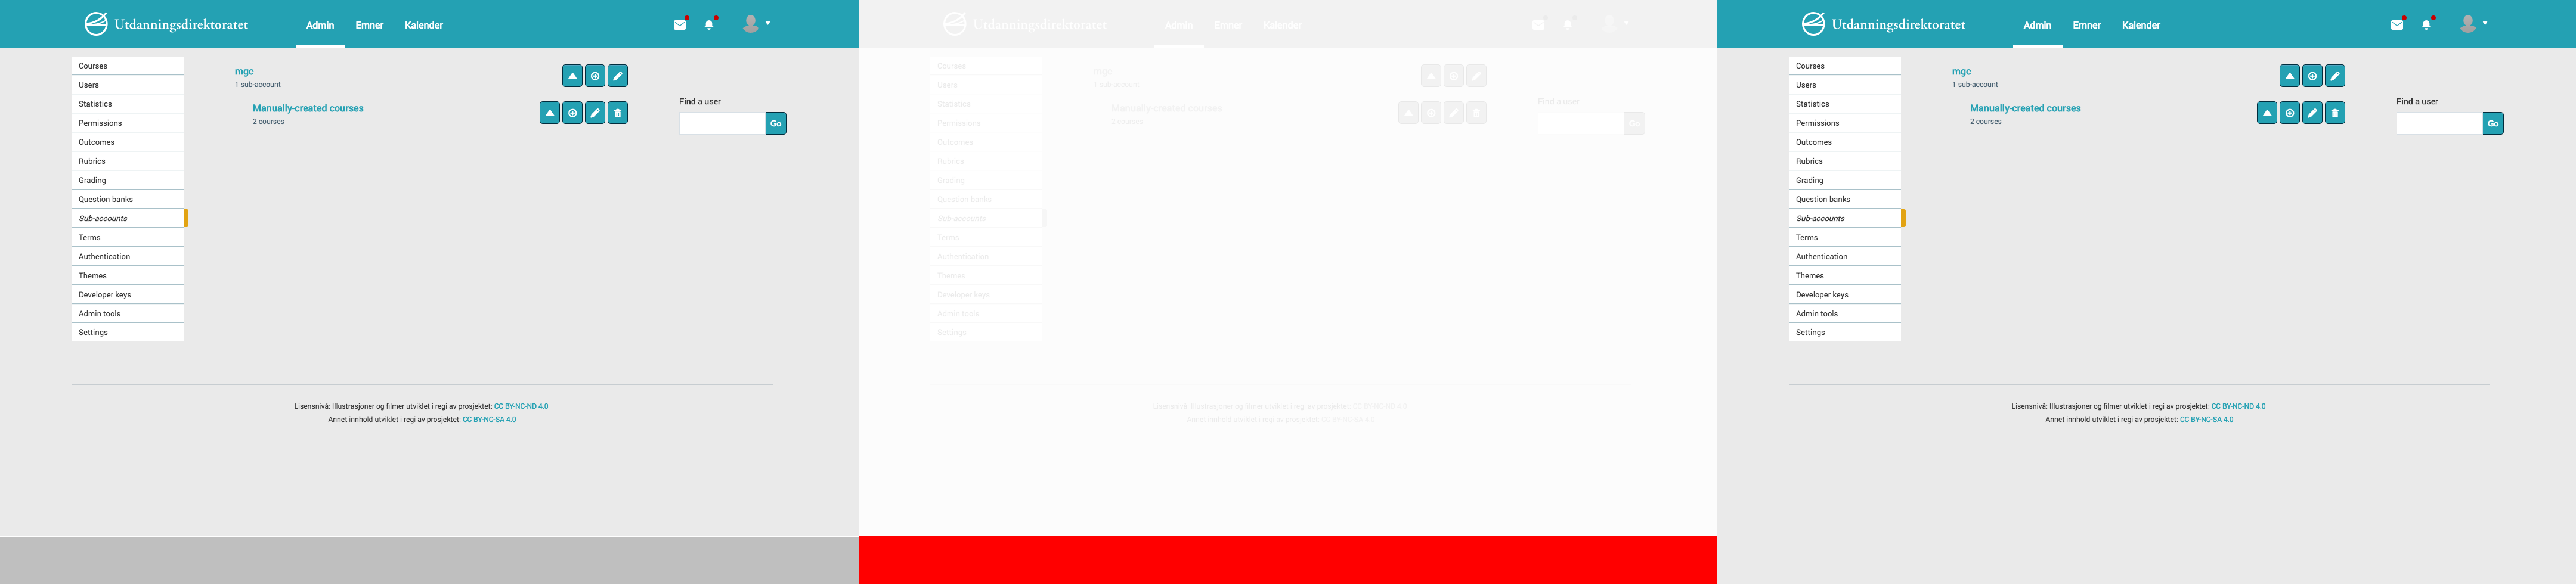 Utdanningsdirektoratet
Admin Emner Kalender
Courses
Users
Statistics
Permissions
Outcomes
Rubrics
Grading
Question banks
Sub-accounts
Terms
Authentication
Themes
Developer keys
Admin tools
Settings
mgc
1 sub-account
Manually-created courses
2 courses
Find a user
Go
Lisensnivå: Illustrasjoner og filmer utviklet i regi av prosjektet: CC BY-NC-ND 4.0
Annet innhold utviklet i regi av prosjektet: CC BY-NC-SA 4.0
Utdanningsdirektoratet
Admin Emner Kalender
Courses
Users
Statistics
Permissions
Outcomes
Rubrics
Grading
Question banks
Sub-accounts
Terms
Authentication
Themes
Developer keys
Admin tools
Settings
mgc
1 sub-account
Manually-created courses
2 courses
Find a user
Go
Lisensnivå: Illustrasjoner og filmer utviklet i regi av prosjektet: CC BY-NC-ND 4.0
Annet innhold utviklet i regi av prosjektet: CC BY-NC-SA 4.0
Utdanningsdirektoratet
Admin Emner Kalender
Courses
Users
Statistics
Permissions
Outcomes
Rubrics
Grading
Question banks
Sub-accounts
Terms
Authentication
Themes
Developer keys
Admin tools
Settings
mgc
1 sub-account
Manually-created courses
2 courses
Find a user
Go
Lisensnivå: Illustrasjoner og filmer utviklet i regi av prosjektet: CC BY-NC-ND 4.0
Annet innhold utviklet i regi av prosjektet: CC BY-NC-SA 4.0